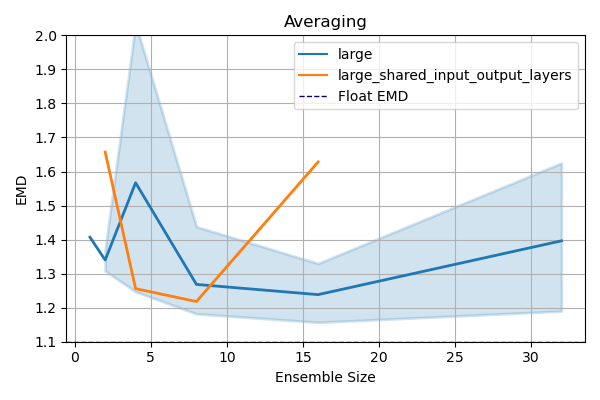 Averaging
large
large_shared_input_output_layers
Float EMD
EMD
2.0
1.9
1.8
1.7
1.6
1.5
1.4
1.3
1.2
1.1
0 5 10 15 20 25 30
Ensemble Size